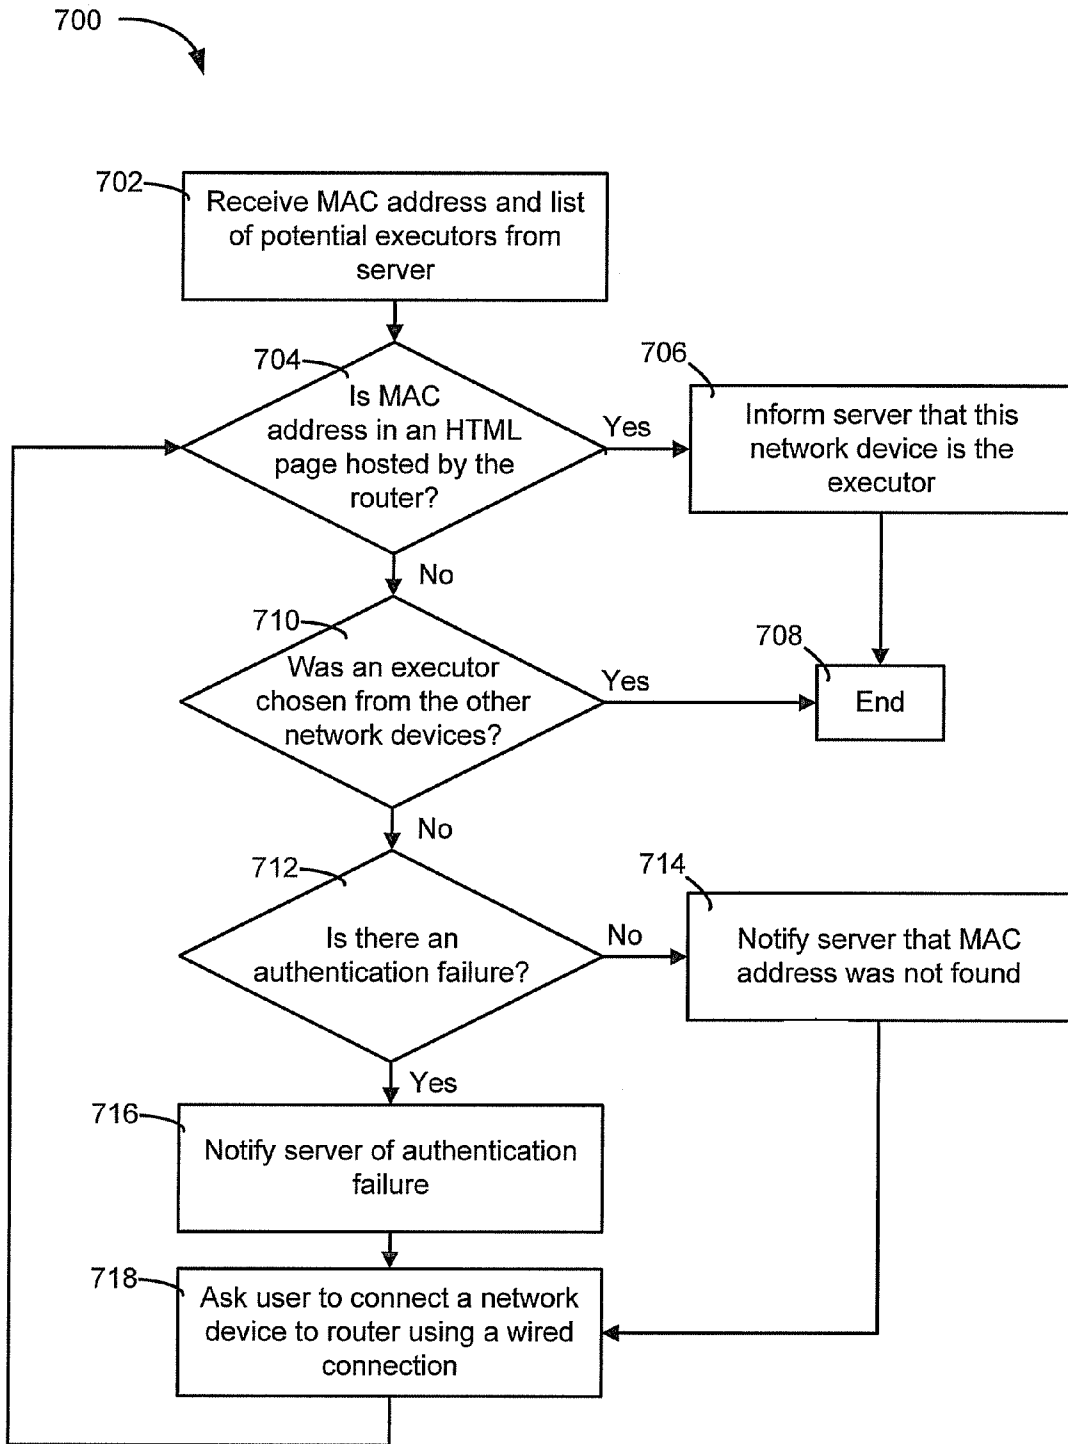 700
702
Receive MAC address and list
of potential executors from
server
704
Is MAC
address in an HTML
page hosted by the
router?
Yes
706
Inform server that this
network device is the
executor
No
710
Was an executor
chosen from the other
network devices?
Yes
708
End
No
712
Is there an
authentication failure?
No
714
Notify server that MAC
address was not found
Yes
716
Notify server of authentication
failure
718
Ask user to connect a network
device to router using a wired
connection